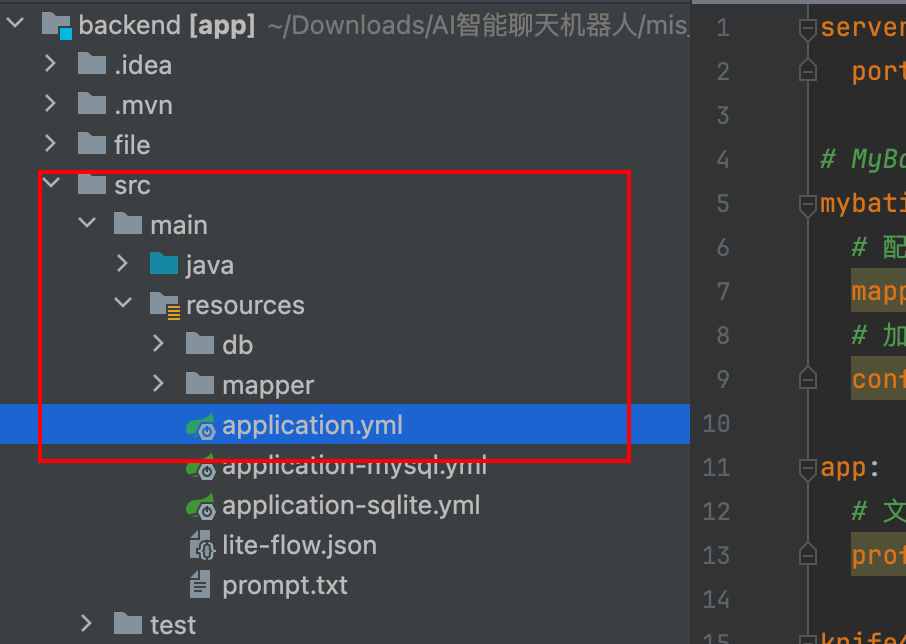 backend [app] ~/Downloads/AI智能聊天机器人/mis_
.idea
.mvn
file
src
main
java
resources
db
mapper
application.yml
application-mysql.yml
application-sqlite.yml
lite-flow.json
prompt.txt
test
1 server
2 port
3
4 # MyBa
5 mybati
6 # 配
7 mapp
8 # 加
9 conf
10
11 app:
12 # 文
13 prof
14
15 knife4